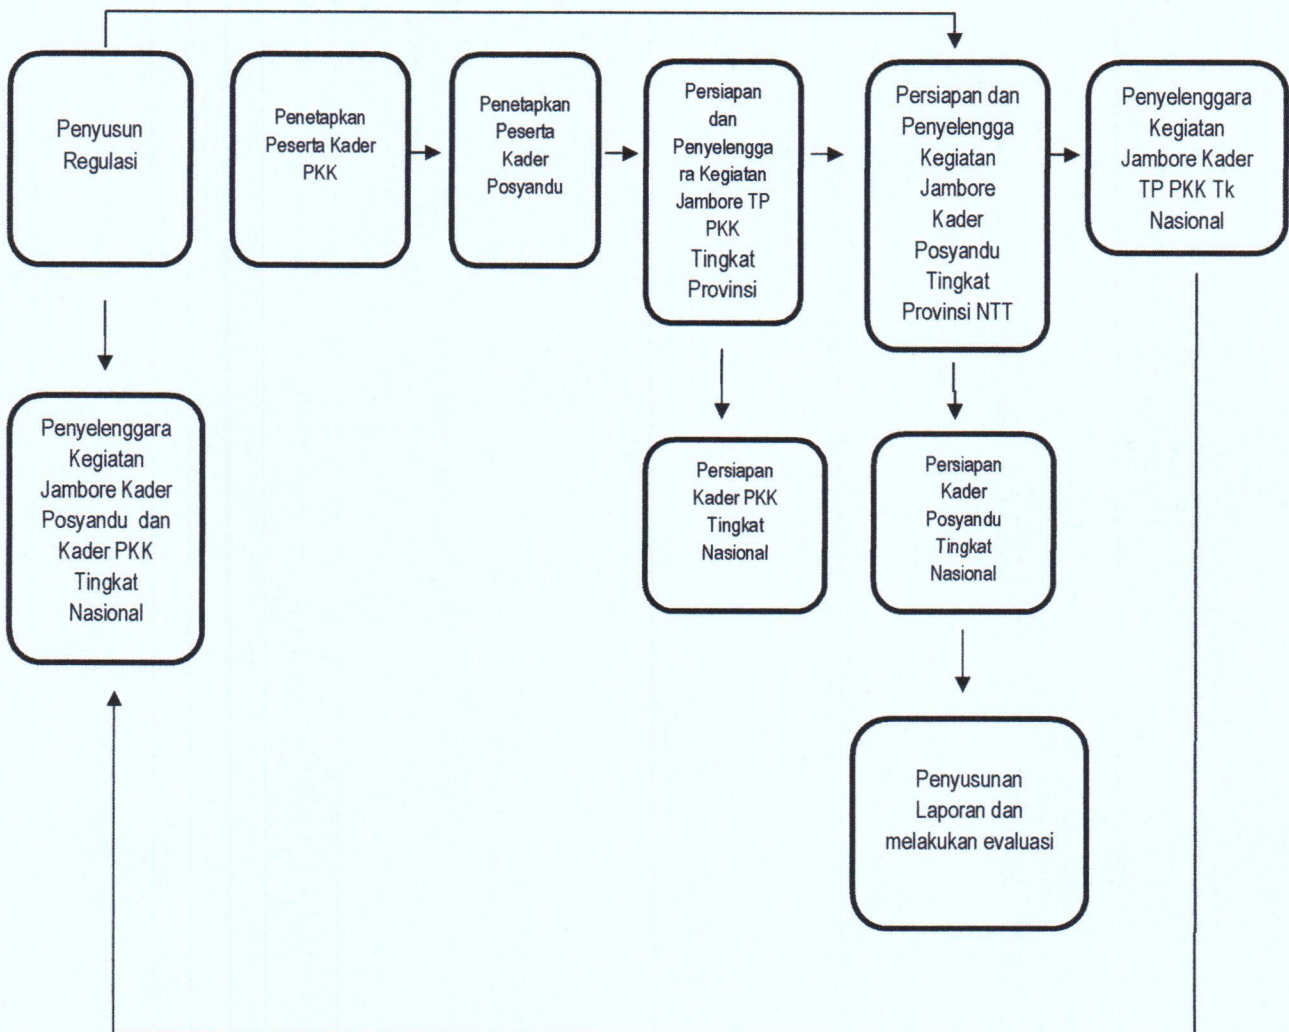 Penyusun
Regulasi
Penetapkan
Peserta Kader
PKK
Penetapkan
Peserta
Kader
Posyandu
Persiapan
dan
Penyelengga
ra Kegiatan
Jambore TP
PKK
Tingkat
Provinsi
Persiapan dan
Penyelengga
Kegiatan
Jambore
Kader
Posyandu
Tingkat
Provinsi NTT
Penyelenggara
Kegiatan
Jambore Kader
TP PKK Tk
Nasional
Penyelenggara
Kegiatan
Jambore Kader
Posyandu dan
Kader PKK
Tingkat
Nasional
Persiapan
Kader PKK
Tingkat
Nasional
Persiapan
Kader
Posyandu
Tingkat
Nasional
Penyusunan
Laporan dan
melakukan evaluasi